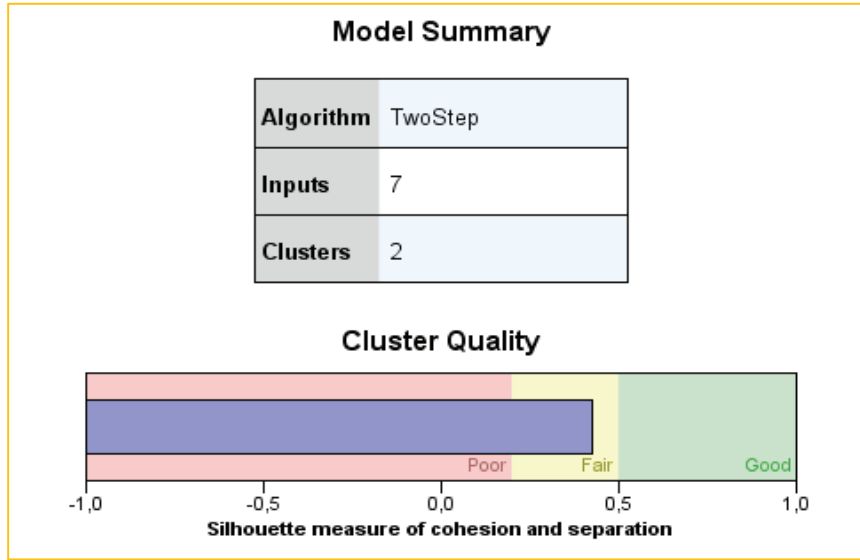 Model Summary
Algorithm TwoStep
Inputs 7
Clusters 2
Cluster Quality
Poor Fair Good
-1,0 -0,5 0,0 0,5 1,0
Silhouette measure of cohesion and separation